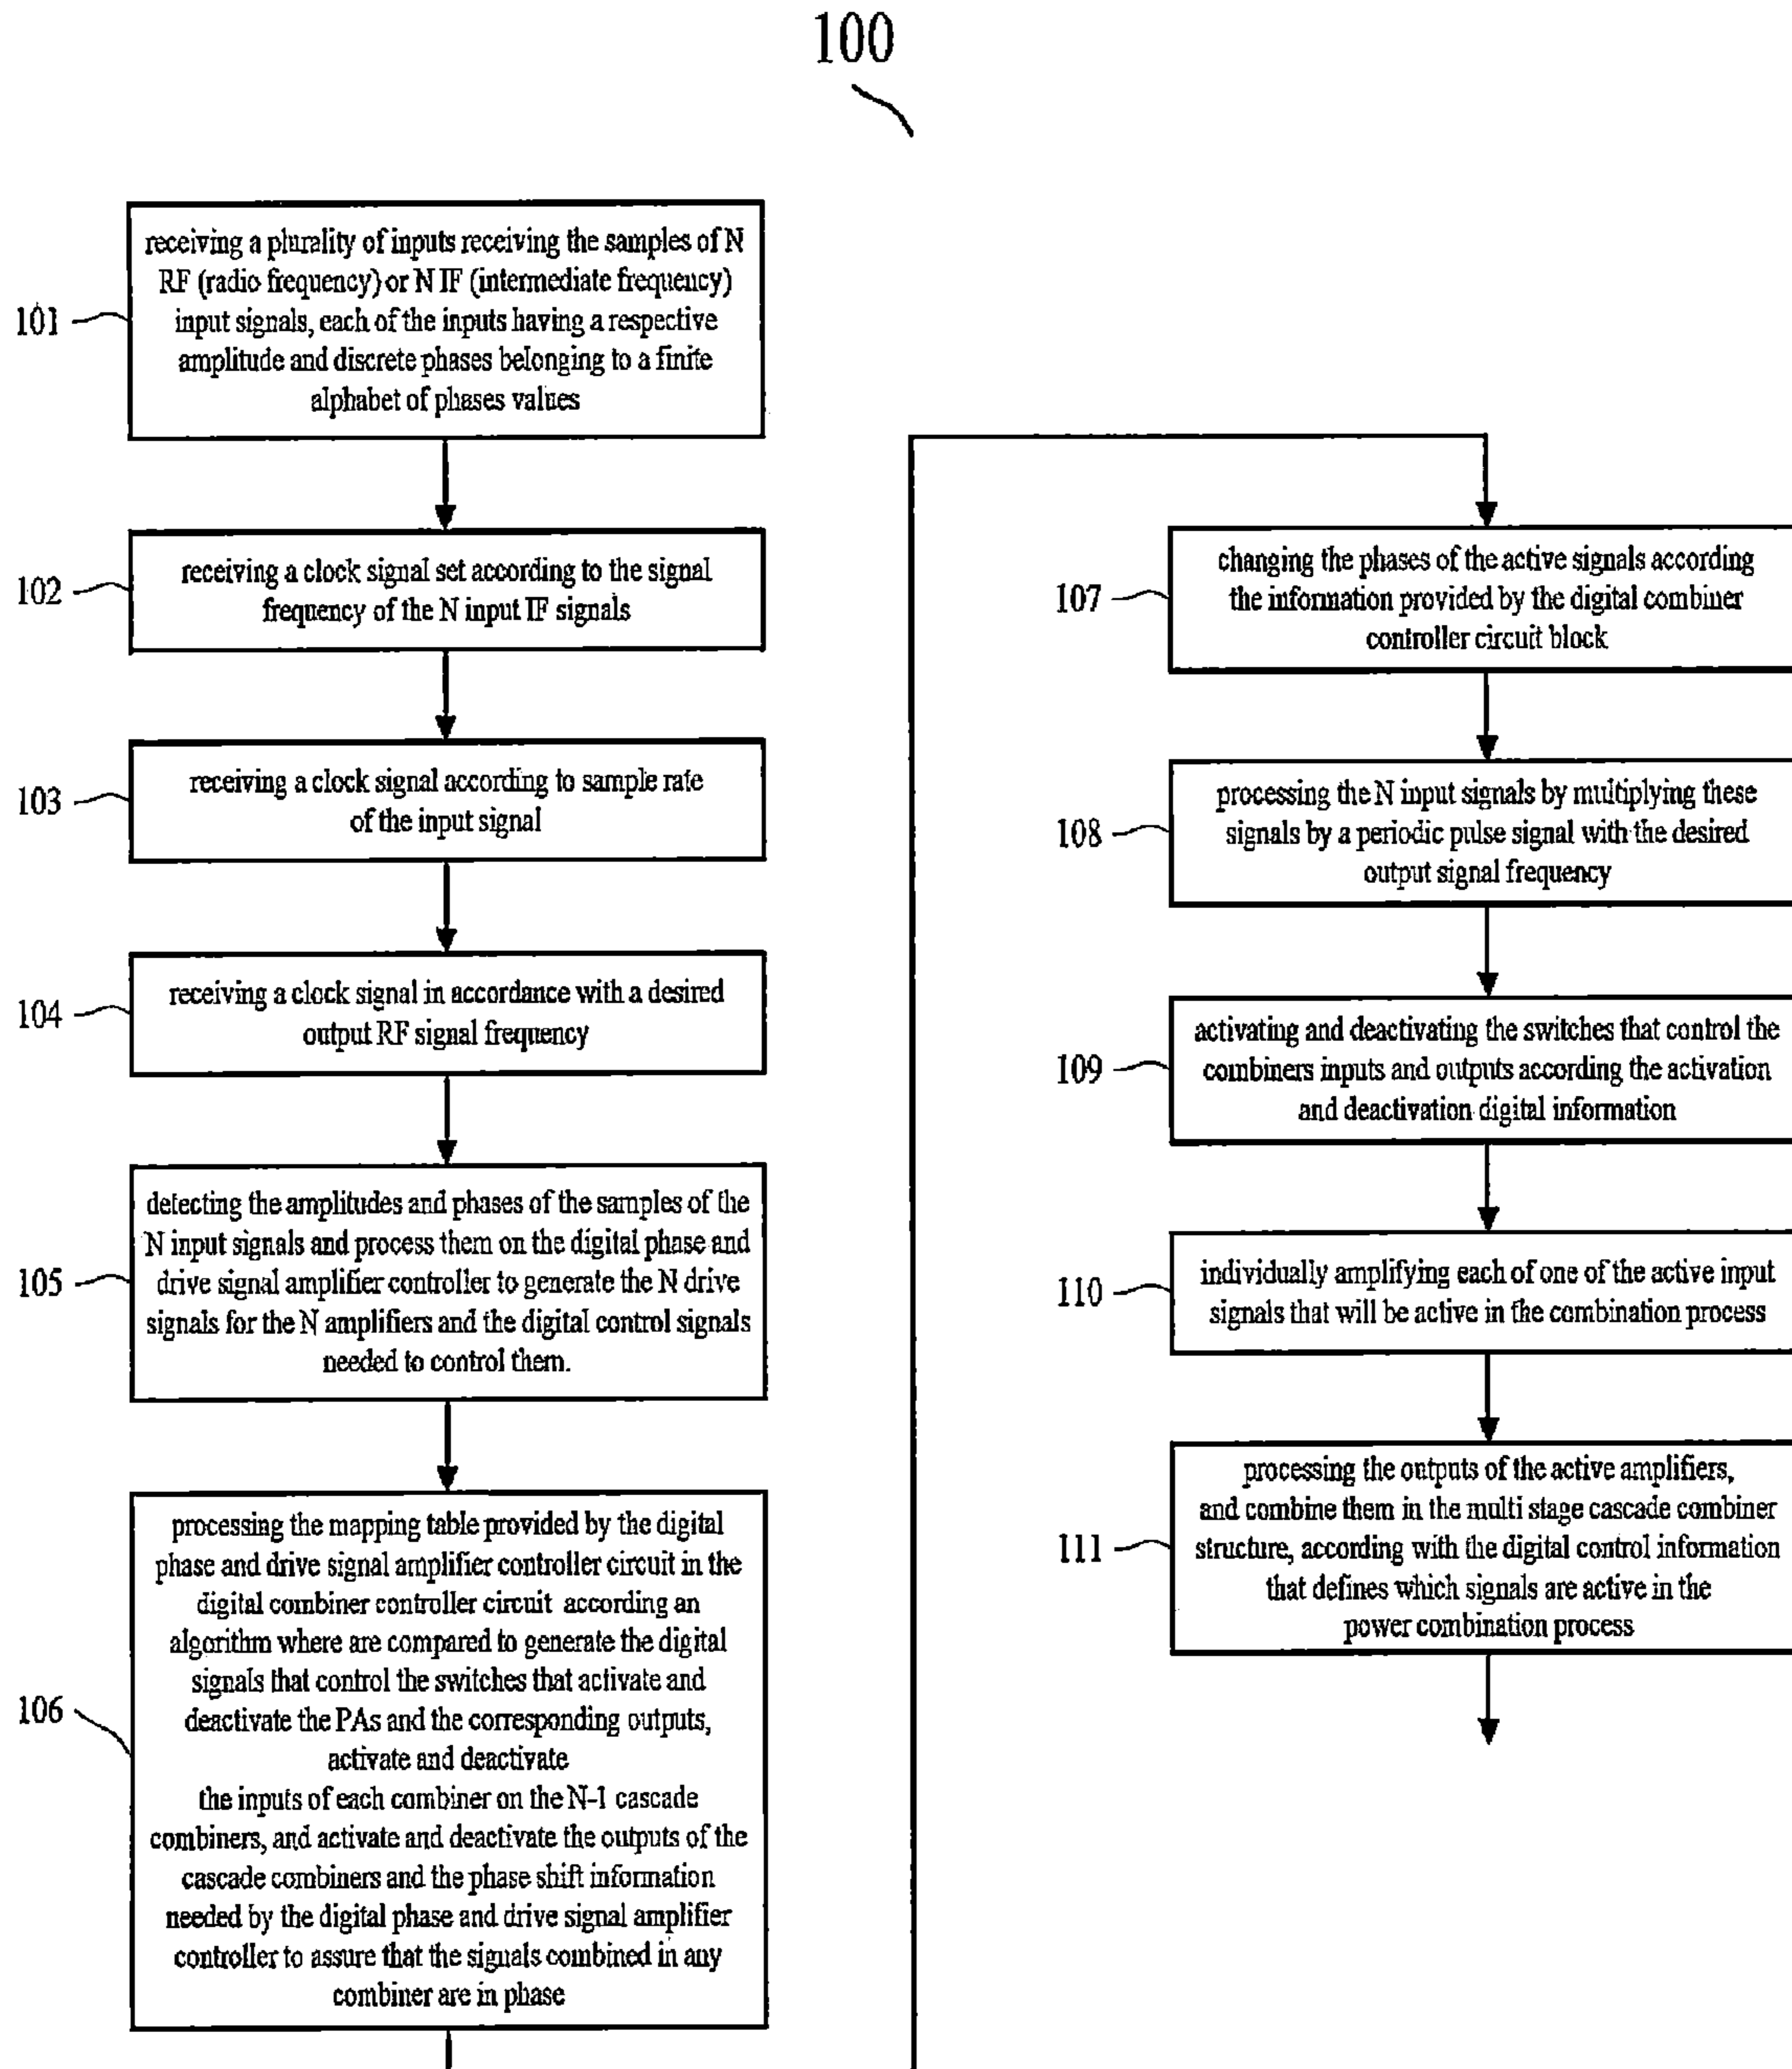 100
101
receiving a plurality of inputs receiving the samples of N
RF (radio frequency) or N IF (intermediate frequency)
input signals, each of the inputs having a respective
amplitude and discrete phases belonging to a finite
alphabet of phases values
102
receiving a clock signal set according to the signal
frequency of the N input IF signals
103
receiving a clock signal according to sample rate
of the input signal
104
receiving a clock signal in accordance with a desired
output RF signal frequency
105
detecting the amplitudes and phases of the samples of the
N input signals and process them on the digital phase and
drive signal amplifier controller to generate the N drive
signals for the N amplifiers and the digital control signals
needed to control them.
106
processing the mapping table provided by the digital
phase and drive signal amplifier controller circuit in the
digital combiner controller circuit according an
algorithm where are compared to generate the digital
signals that control the switches that activate and
deactivate the PAs and the corresponding outputs,
activate and deactivate
the inputs of each combiner on the N-1 cascade
combiners, and activate and deactivate the outputs of the
cascade combiners and the phase shift information
needed by the digital phase and drive signal amplifier
controller to assure that the signals combined in any
combiner are in phase
107
changing the phases of the active signals according
the information provided by the digital combiner
controller circuit block
108
processing the N input signals by multiplying these
signals by a periodic pulse signal with the desired
output signal frequency
109
activating and deactivating the switches that control the
combiners inputs and outputs according the activation
and deactivation digital information
110
individually amplifying each of one of the active input
signals that will be active in the combination process
111
processing the outputs of the active amplifiers,
and combine them in the multi stage cascade combiner
structure, according with the digital control information
that defines which signals are active in the
power combination process